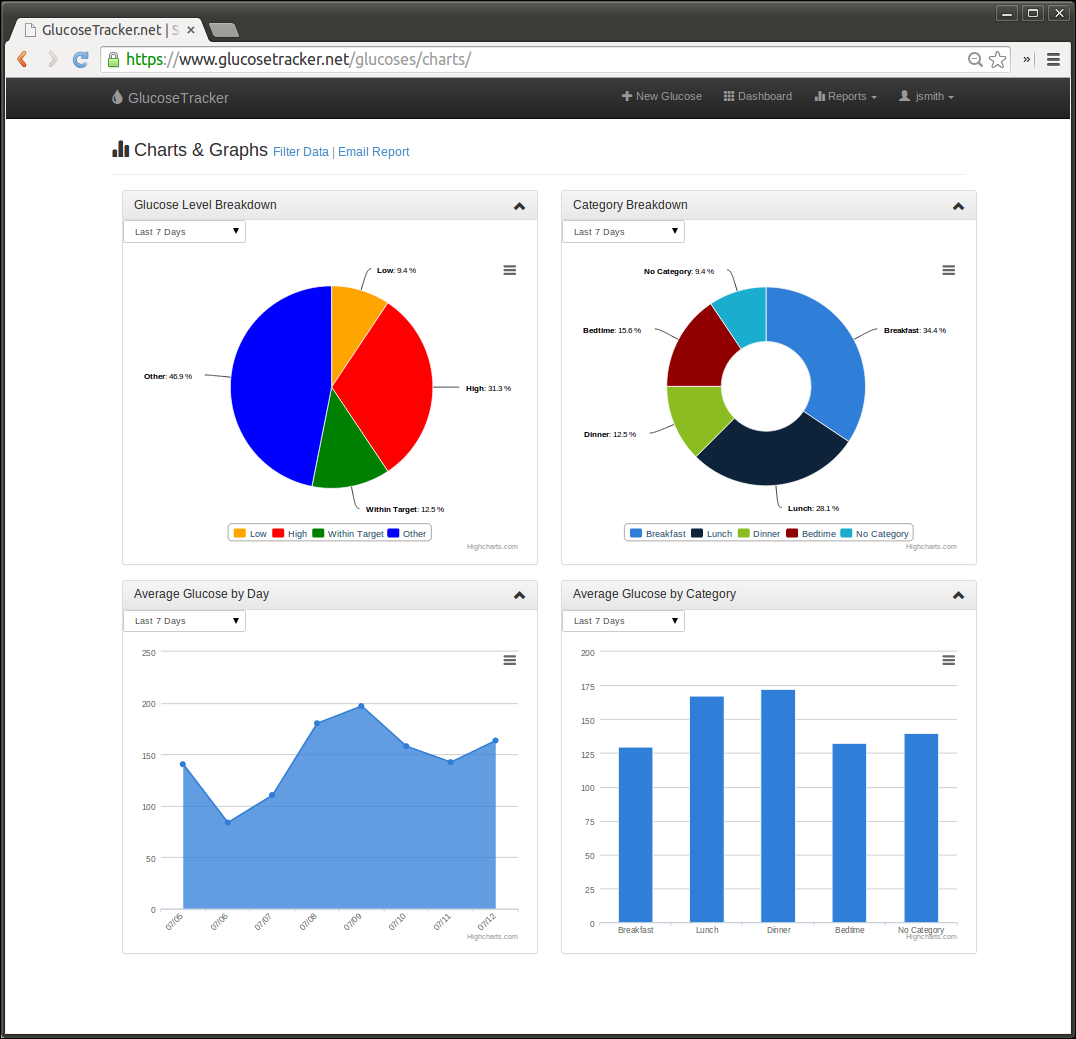 GlucoseTracker.net | S
https://www.glucosetracker.net/glucoses/charts/
GlucoseTracker
New Glucose
Dashboard
Reports
jsmith
Charts & Graphs Filter Data | Email Report
Glucose Level Breakdown
Last 7 Days
Low: 9.4 %
High: 31.3 %
Other: 46.9 %
Within Target: 12.5 %
Low High Within Target Other
Highcharts.com
Category Breakdown
Last 7 Days
No Category: 9.4 %
Bedtime: 15.6 %
Breakfast: 34.4 %
Dinner: 12.5 %
Lunch: 28.1 %
Breakfast Lunch Dinner Bedtime No Category
Highcharts.com
Average Glucose by Day
Last 7 Days
250
200
150
100
50
0
07/05 07/06 07/07 07/08 07/09 07/10 07/11 07/12
Highcharts.com
Average Glucose by Category
Last 7 Days
200
175
150
125
100
75
50
25
0
Breakfast Lunch Dinner Bedtime No Category
Highcharts.com